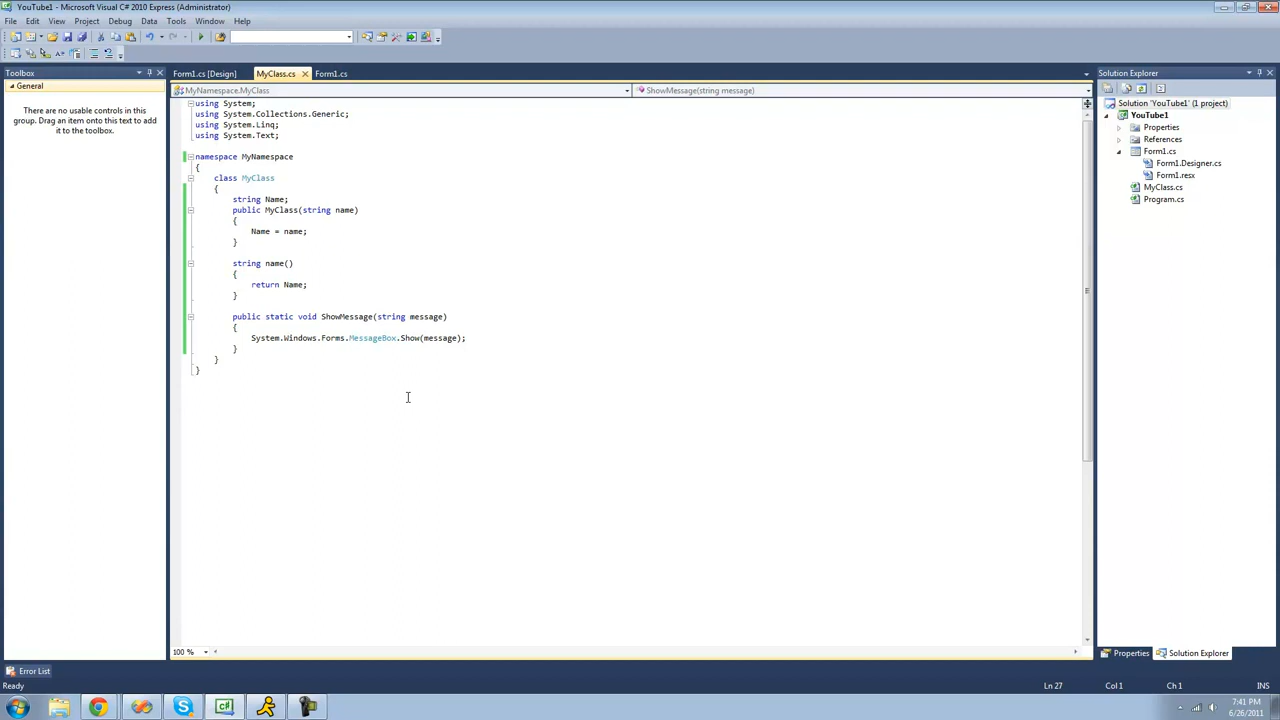 YouTube1 - Microsoft Visual C# 2010 Express (Administrator)
File Edit View Project Debug Data Tools Window Help
Toolbox
General
There are no usable controls in this
group. Drag an item onto this text to add
it to the toolbox.
Form1.cs [Design] MyClass.cs Form1.cs
MyNamespace.MyClass ShowMessage(string message)
using System;
using System.Collections.Generic;
using System.Linq;
using System.Text;
namespace MyNamespace
{
class MyClass
{
string Name;
public MyClass(string name)
{
Name = name;
}
string name()
{
return Name;
}
public static void ShowMessage(string message)
{
System.Windows.Forms.MessageBox.Show(message);
}
}
}
100 %
Solution Explorer
Solution 'YouTube1' (1 project)
YouTube1
Properties
References
Form1.cs
Form1.Designer.cs
Form1.resx
MyClass.cs
Program.cs
Properties Solution Explorer
Error List
Ready Ln 27 Col 1 Ch 1 INS
7:41 PM
6/26/2011